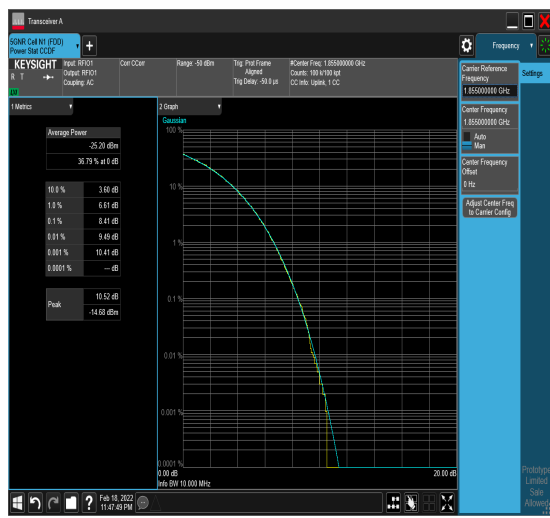 Transceiver A
5GNR Cell N1 (FDD)
Power Stat CCDF
+
Frequency
KEYSIGHT
R T
Input: RFIO1
Output: RFIO1
Coupling: AC
Corr CCorr
Range: -50 dBm
Trig: Prot Frame
Aligned
Trig Delay: -50.0 µs
#Center Freq: 1.855000000 GHz
Counts: 100 k/100 kpt
CC Info: Uplink, 1 CC
1 Metrics
Average Power
-25.20 dBm
36.79 % at 0 dB
10.0 % 3.60 dB
1.0 % 6.61 dB
0.1 % 8.41 dB
0.01 % 9.49 dB
0.001 % 10.41 dB
0.0001 % --- dB
Peak
10.52 dB
-14.68 dBm
2 Graph
Gaussian
100 %
10 %
1 %
0.1 %
0.01 %
0.001 %
0.0001 %
0.00 dB
20.00 dB
Info BW 10.000 MHz
Carrier Reference
Frequency
1.855000000 GHz
Settings
Center Frequency
1.855000000 GHz
Auto
Man
Center Frequency
Offset
0 Hz
Adjust Center Freq
to Carrier Config
Prototype
Limited
Sale
Allowed
?
Feb 18, 2022
11:47:49 PM